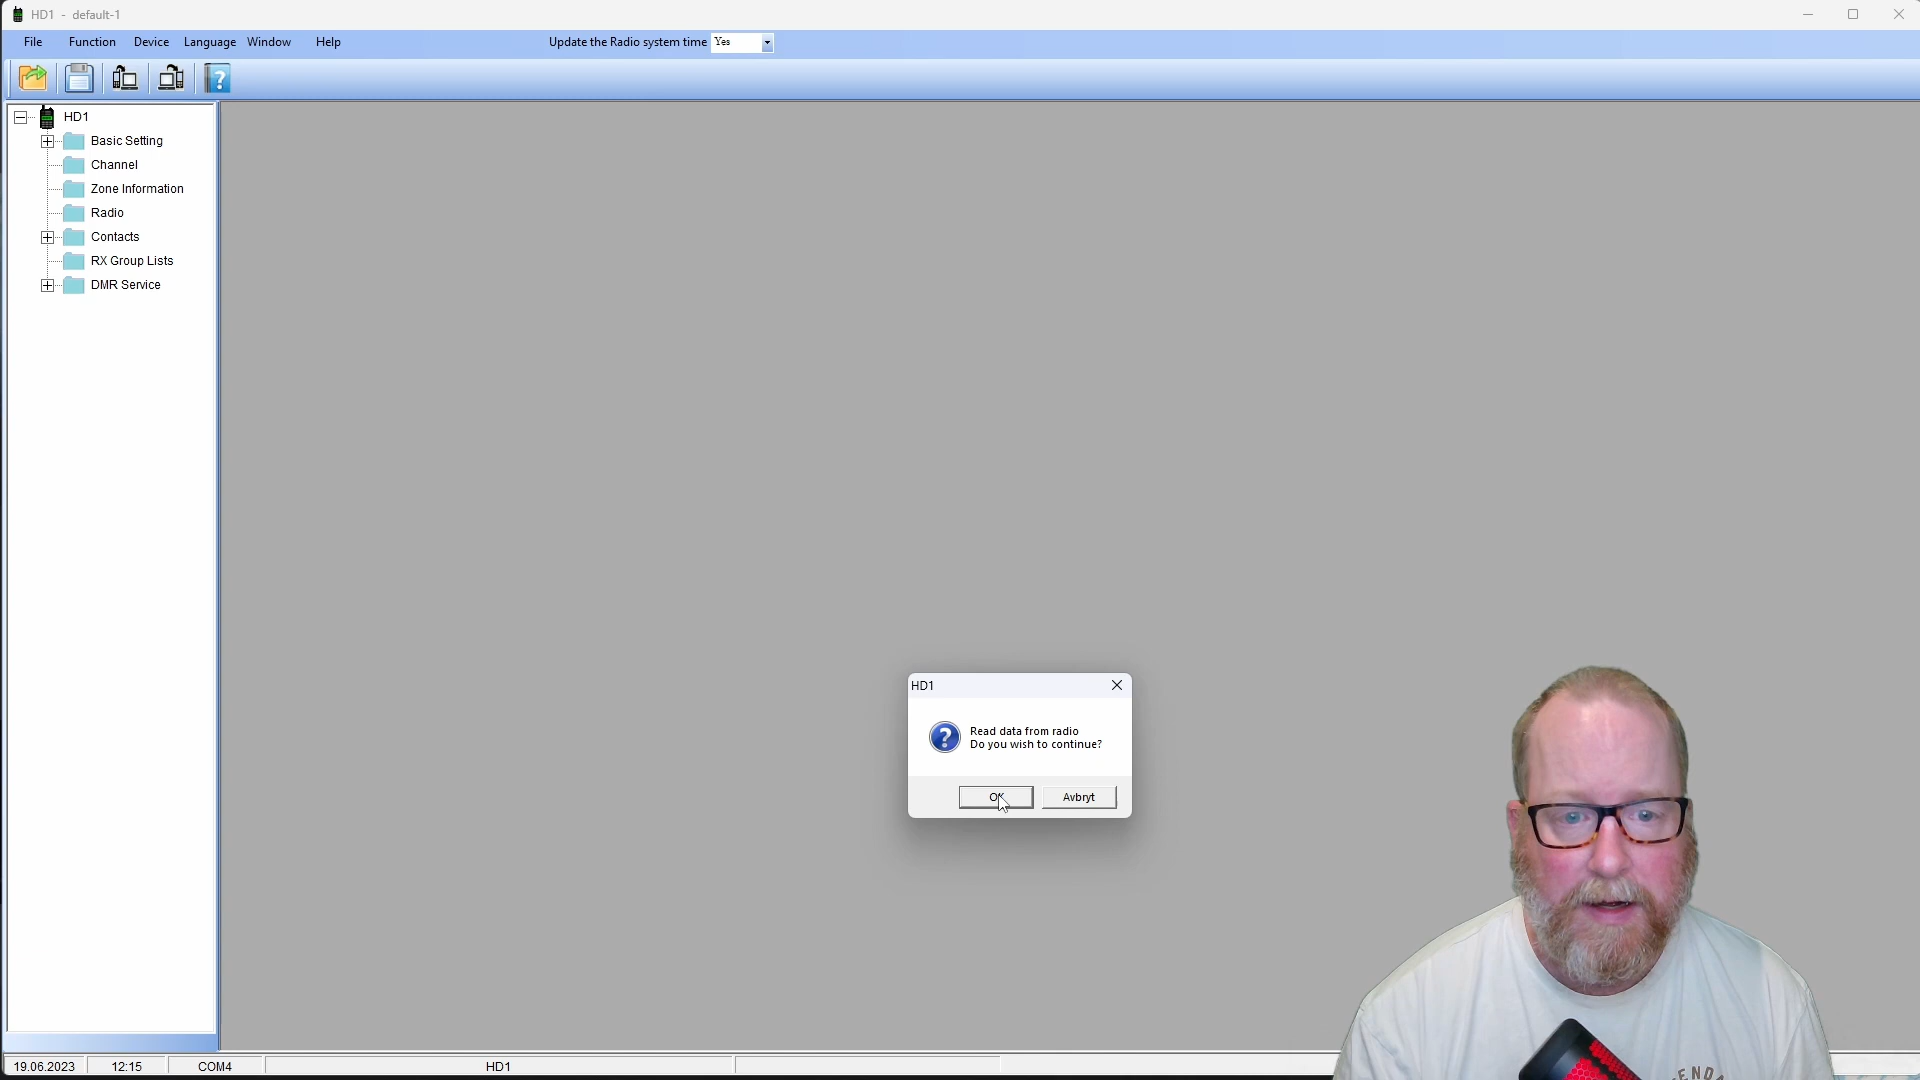 HD1 - default-1
File Function Device Language Window Help Update the Radio system time Yes
HD1
Basic Setting
Channel
Zone Information
Radio
Contacts
RX Group Lists
DMR Service
HD1
Read data from radio
Do you wish to continue?
OK Avbryt
19.06.2023 12:15 COM4 HD1